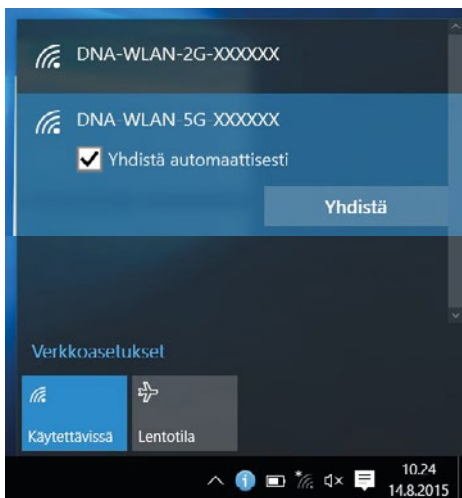 DNA-WLAN-2G-XXXXXX
DNA-WLAN-5G-XXXXXX
Yhdistä automaattisesti
Yhdistä
Verkkoasetukset
Käytettävissä
Lentotila
10.24
14.8.2015